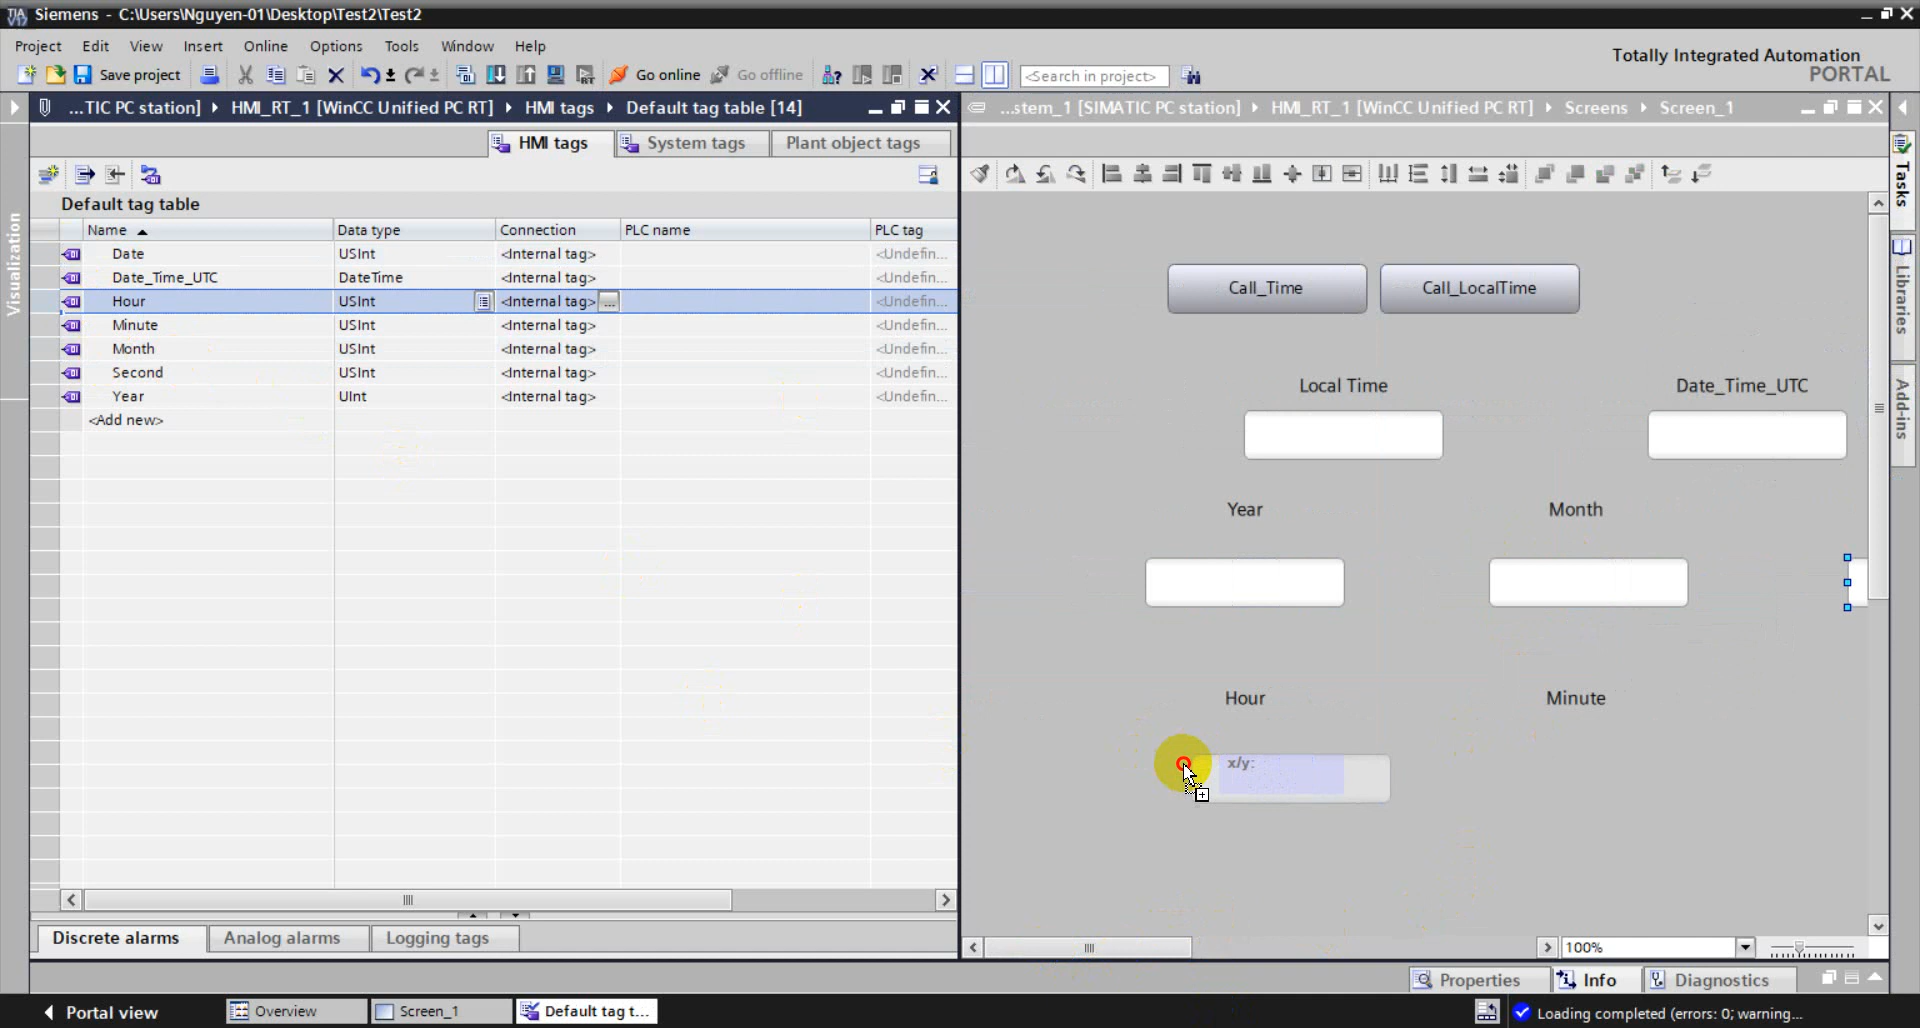 Siemens - C:\Users\Nguyen-01\Desktop\Test2\Test2
Project Edit View Insert Online Options Tools Window Help
Totally Integrated Automation
PORTAL
Save project Go online Go offline <Search in project>
...TIC PC station] HMI_RT_1 [WinCC Unified PC RT] HMI tags Default tag table [14]
...stem_1 [SIMATIC PC station] HMI_RT_1 [WinCC Unified PC RT] Screens Screen_1
HMI tags System tags Plant object tags
Default tag table
Name Data type Connection PLC name PLC tag
Date USInt <Internal tag> <Undefin...
Date_Time_UTC DateTime <Internal tag> <Undefin...
Hour USInt <Internal tag> ... <Undefin...
Minute USInt <Internal tag> <Undefin...
Month USInt <Internal tag> <Undefin...
Second USInt <Internal tag> <Undefin...
Year UInt <Internal tag> <Undefin...
<Add new>
Visualization
Call_Time Call_LocalTime
Local Time Date_Time_UTC
Year Month
Hour Minute
x/y:
Tasks
Libraries
Add-ins
100%
Discrete alarms Analog alarms Logging tags
Properties Info Diagnostics
Portal view Overview Screen_1 Default tag t...
Loading completed (errors: 0; warning...